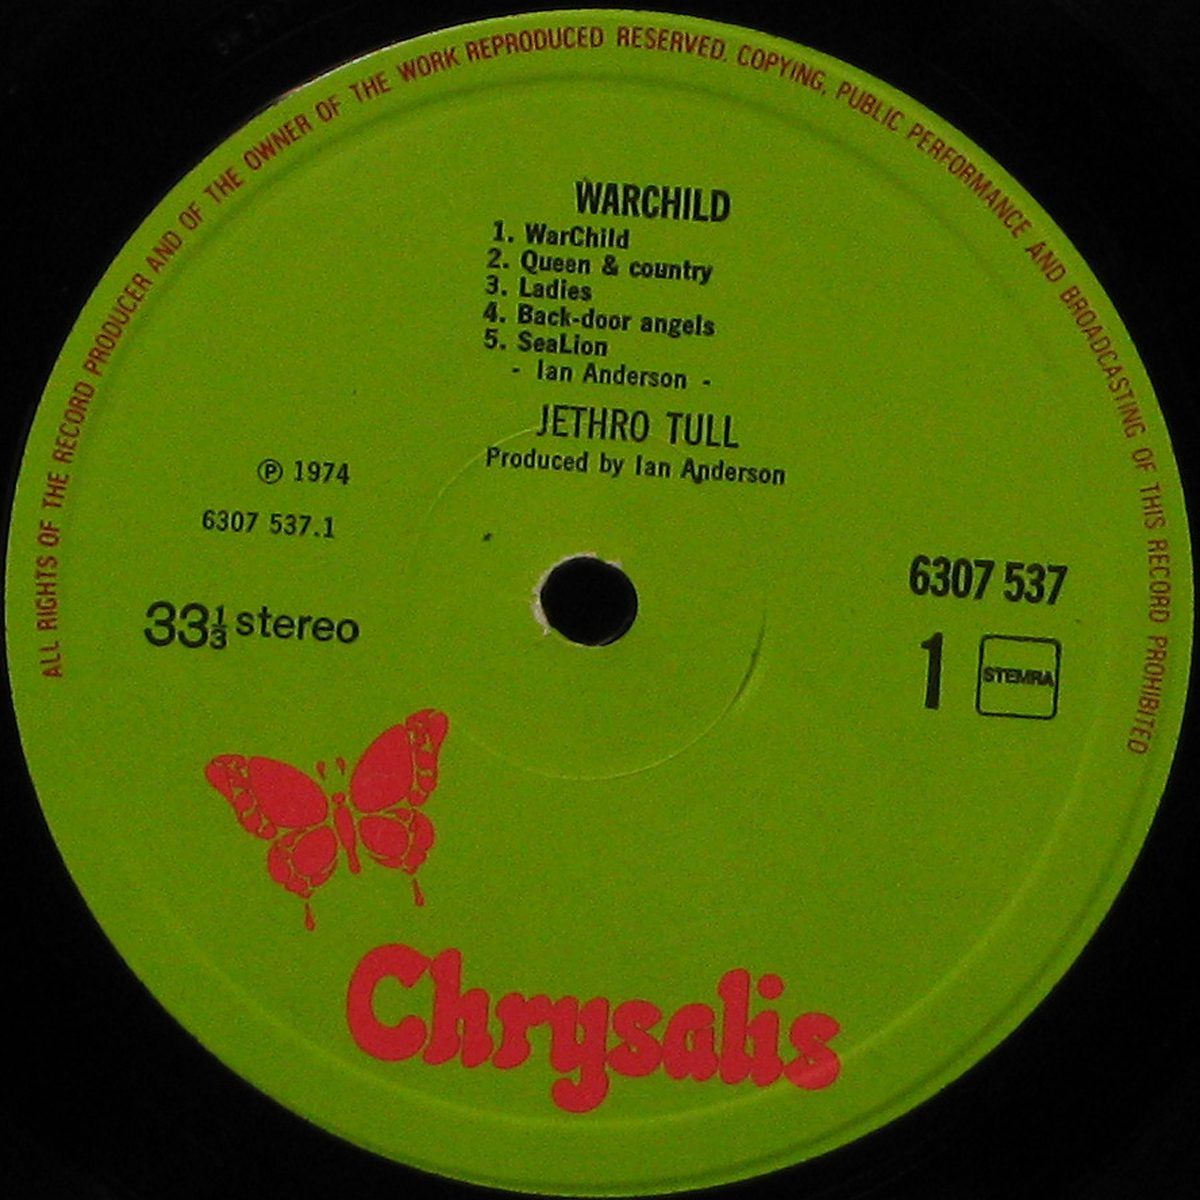 ALL RIGHTS OF THE RECORD PRODUCER AND OF THE OWNER OF THE WORK REPRODUCED RESERVED. COPYING, PUBLIC PERFORMANCE AND BROADCASTING OF THIS RECORD PROHIBITED
WARCHILD
1. WarChild
2. Queen & country
3. Ladies
4. Back-door angels
5. SeaLion
- Ian Anderson -
JETHRO TULL
Produced by Ian Anderson
℗ 1974
6307 537.1
33⅓ stereo
6307 537
1
STEMRA
Chrysalis